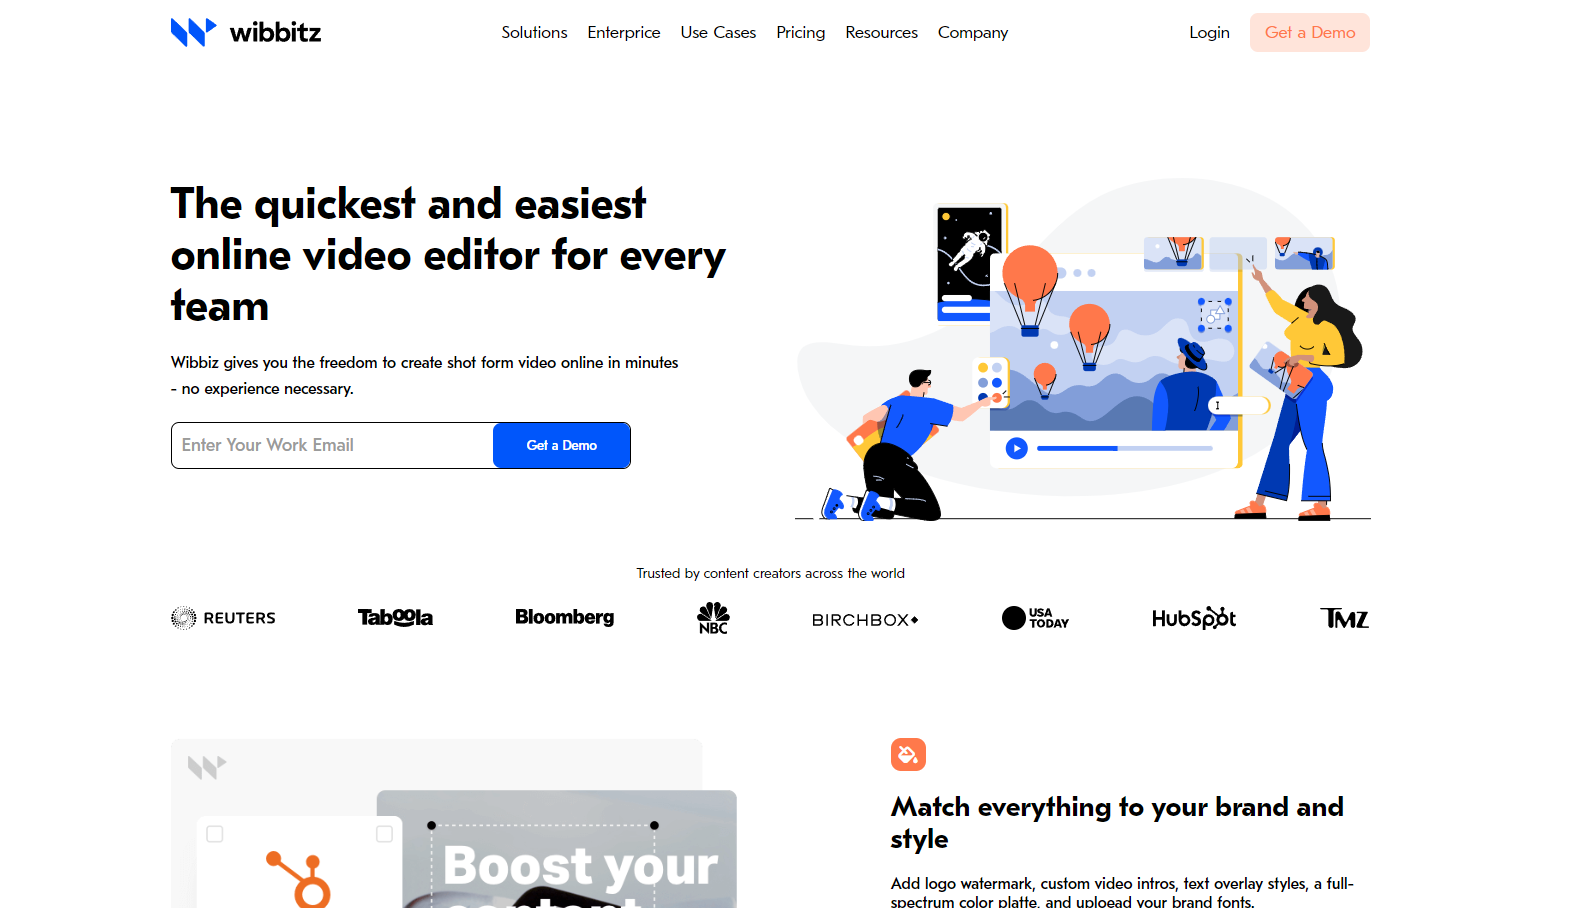 wibbitz
Solutions Enterprice Use Cases Pricing Resources Company
Login Get a Demo
The quickest and easiest
online video editor for every
team
Wibbiz gives you the freedom to create shot form video online in minutes
- no experience necessary.
Enter Your Work Email Get a Demo
Trusted by content creators across the world
REUTERS Taboola Bloomberg NBC BIRCHBOX USA TODAY HubSpot TMZ
Match everything to your brand and
style
Boost your
content
Add logo watermark, custom video intros, text overlay styles, a full-
spectrum color platte, and uploead your brand fonts.